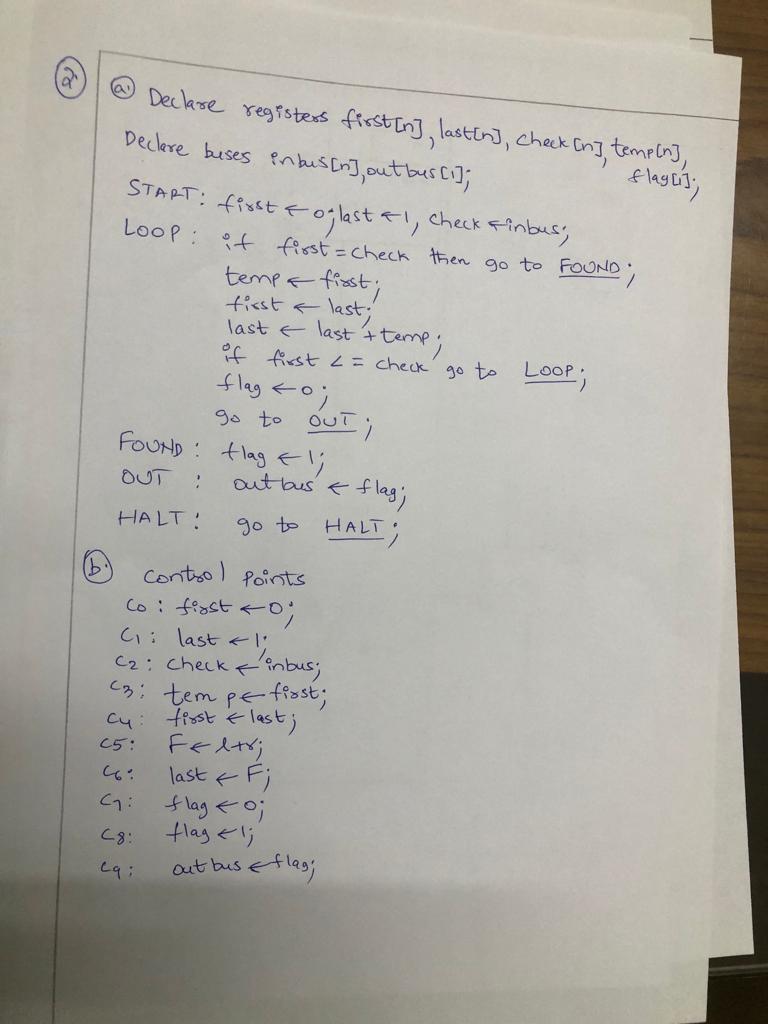 2
a. Declare registers first[n], last[n], check[n], temp[n],
flag[1];
Declare buses inbus[n], outbus[1];
START: first ← 0; last ← 1, check ← inbus;
LOOP: if first = check then go to FOUND;
temp ← first;
first ← last;
last ← last + temp;
if first <= check go to LOOP;
flag ← 0;
go to OUT;
FOUND: flag ← 1;
OUT : outbus ← flag;
HALT: go to HALT;
b. control points
C0: first ← 0;
C1: last ← 1;
C2: check ← inbus;
C3: temp ← first;
C4: first ← last;
C5: F ← l+r;
C6: last ← F;
C7: flag ← 0;
C8: flag ← 1;
C9: outbus ← flag;